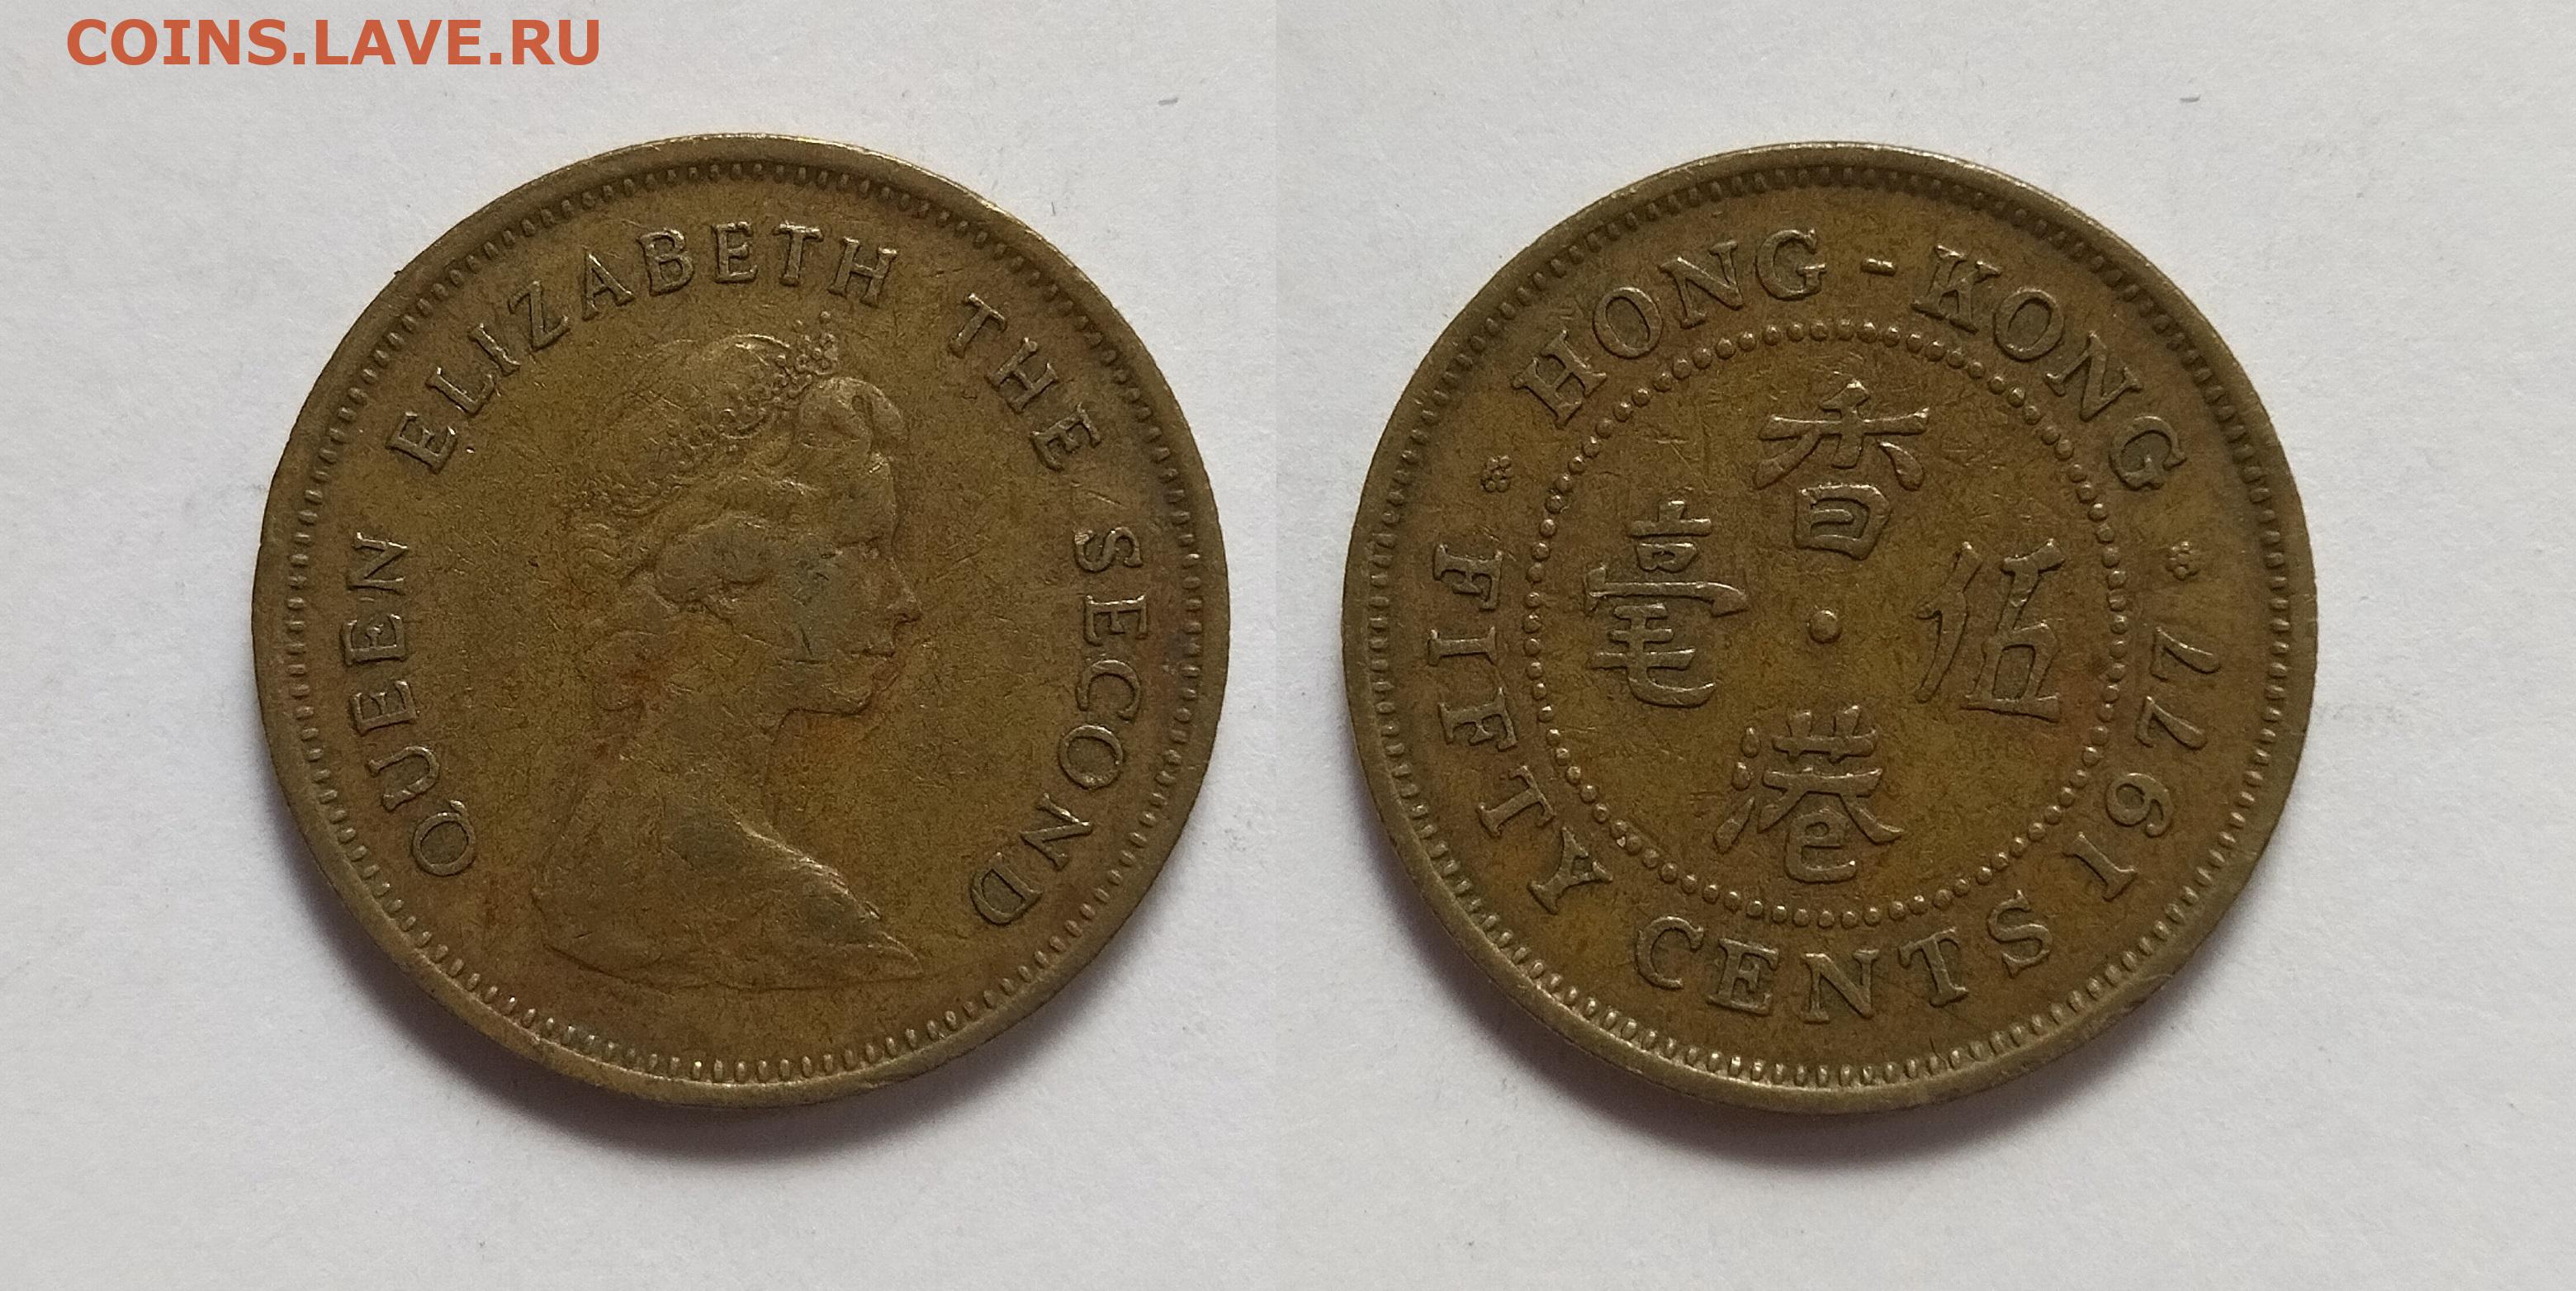 COINS.LAVE.RU
QUEEN ELIZABETH THE SECOND
HONG-KONG
香
伍毫
港
FIFTY CENTS 1977